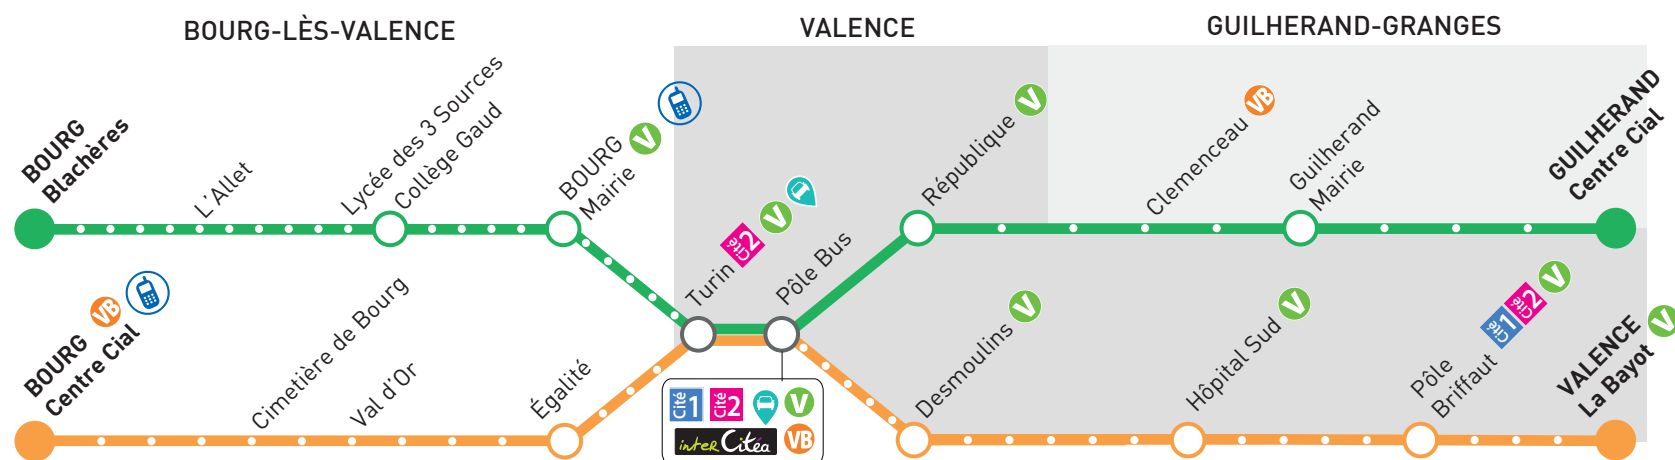 BOURG-LÈS-VALENCE
VALENCE
GUILHERAND-GRANGES
BOURG
Blachères
L'Allet
Lycée des 3 Sources
Collège Gaud
BOURG V
Mairie
Turin Cité 2 V
Pôle Bus
République V
Clemenceau VB
Guilherand
Mairie
GUILHERAND
Centre Cial
BOURG VB
Centre Cial
Cimetière de Bourg
Val d'Or
Égalité
Cité 1 Cité 2 V
inter Citéa VB
Desmoulins V
Hôpital Sud V
Pôle
Briffaut Cité 1 Cité 2 V
VALENCE V
La Bayot